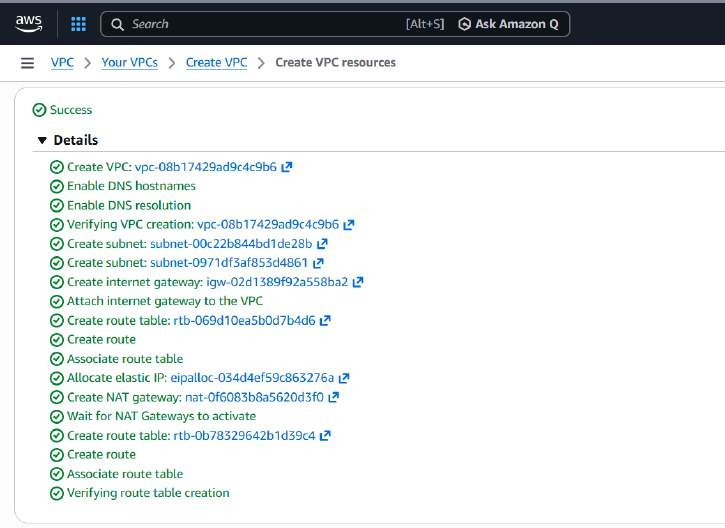 aws
Search [Alt+S] Ask Amazon Q
VPC > Your VPCs > Create VPC > Create VPC resources
Success
Details
Create VPC: vpc-08b17429ad9c4c9b6
Enable DNS hostnames
Enable DNS resolution
Verifying VPC creation: vpc-08b17429ad9c4c9b6
Create subnet: subnet-00c22b844bd1de28b
Create subnet: subnet-0971df3af853d4861
Create internet gateway: igw-02d1389f92a558ba2
Attach internet gateway to the VPC
Create route table: rtb-069d10ea5b0d7b4d6
Create route
Associate route table
Allocate elastic IP: eipalloc-034d4ef59c863276a
Create NAT gateway: nat-0f6083b8a5620d3f0
Wait for NAT Gateways to activate
Create route table: rtb-0b78329642b1d39c4
Create route
Associate route table
Verifying route table creation